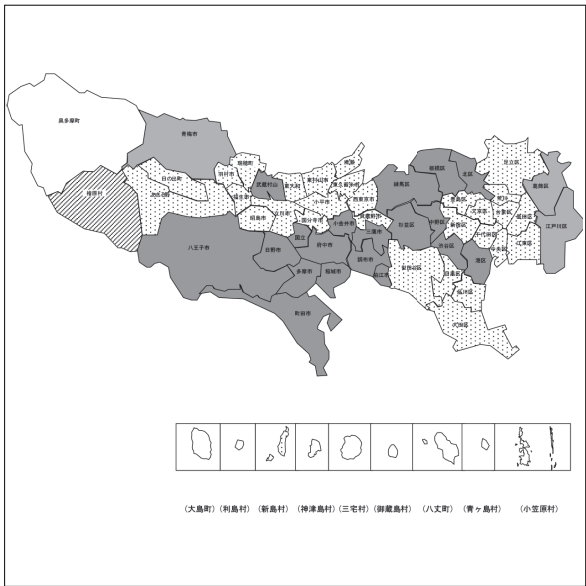 奥多摩町
青梅市
瑞穂町
清瀬
足立区
日の出町
羽村市
武蔵村山
東大和
東村山市
東久留米市
練馬区
板橋区
北区
葛飾区
檜原村
福生市
小平市
西東京市
豊島区
文京区
荒川
台東区
墨田区
江戸川区
昭島市
立川市
国分寺市
小金井市
武蔵野市
三鷹市
杉並区
中野区
新宿区
千代田区
江東区
八王子市
日野市
国立
府中市
調布市
渋谷区
中央区
港区
多摩市
稲城市
狛江市
世田谷区
目黒区
品川区
町田市
大田区
(大島町) (利島村) (新島村) (神津島村) (三宅村) (御蔵島村) (八丈町) (青ヶ島村) (小笠原村)